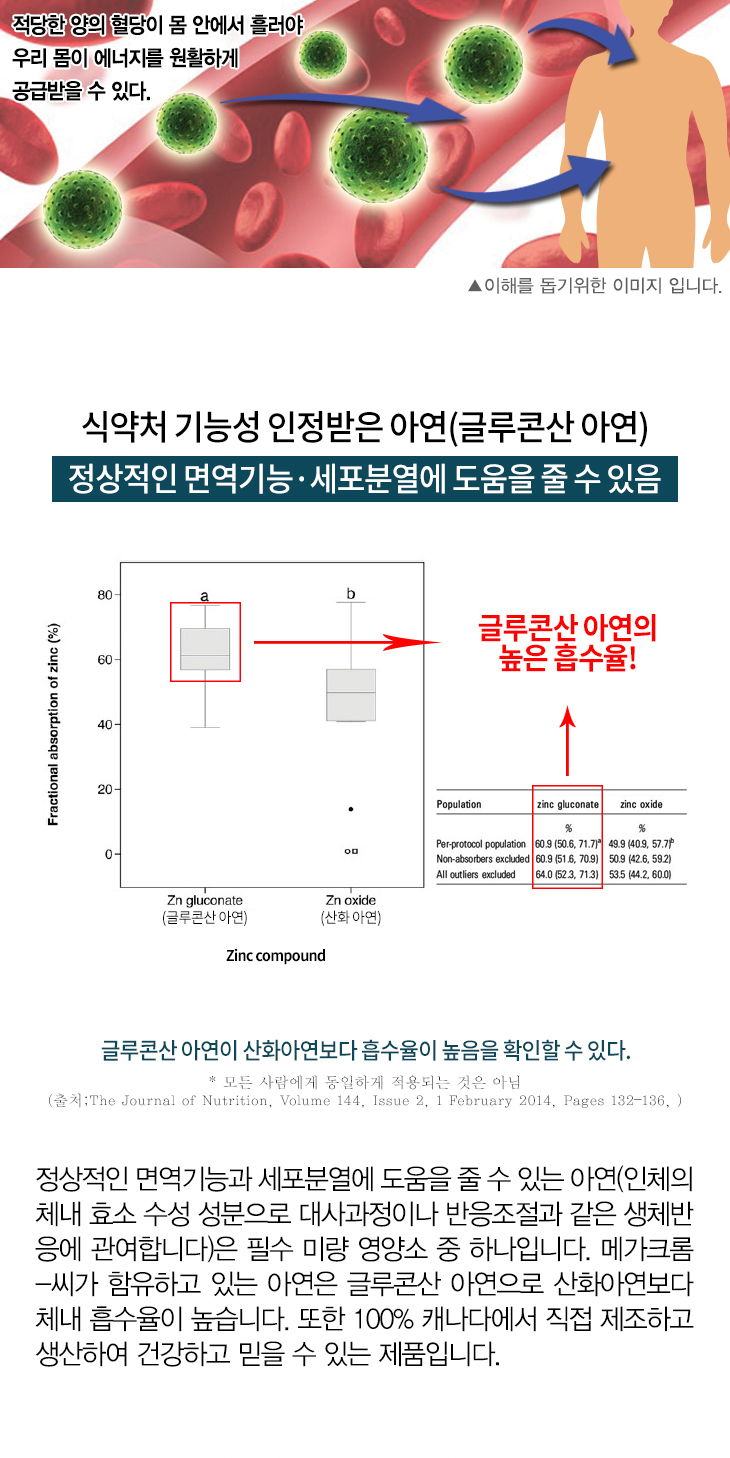 적당한 양의 혈당이 몸 안에서 흘러야
우리 몸이 에너지를 원활하게
공급받을 수 있다.
▲이해를 돕기위한 이미지 입니다.
식약처 기능성 인정받은 아연(글루콘산 아연)
정상적인 면역기능·세포분열에 도움을 줄 수 있음
Fractional absorption of zinc (%)
80
60
40
20
0
a
b
Zn gluconate
(글루콘산 아연)
Zn oxide
(산화 아연)
Zinc compound
글루콘산 아연의
높은 흡수율!
Population zinc gluconate zinc oxide
% %
Per-protocol population 60.9 (50.6, 71.7)a 49.9 (40.9, 57.7)b
Non-absorbers excluded 60.9 (51.6, 70.9) 50.9 (42.6, 59.2)
All outliers excluded 64.0 (52.3, 71.3) 53.5 (44.2, 60.0)
글루콘산 아연이 산화아연보다 흡수율이 높음을 확인할 수 있다.
* 모든 사람에게 동일하게 적용되는 것은 아님
(출처;The Journal of Nutrition, Volume 144, Issue 2, 1 February 2014, Pages 132-136, )
정상적인 면역기능과 세포분열에 도움을 줄 수 있는 아연(인체의
체내 효소 수성 성분으로 대사과정이나 반응조절과 같은 생체반
응에 관여합니다)은 필수 미량 영양소 중 하나입니다. 메가크롬
-씨가 함유하고 있는 아연은 글루콘산 아연으로 산화아연보다
체내 흡수율이 높습니다. 또한 100% 캐나다에서 직접 제조하고
생산하여 건강하고 믿을 수 있는 제품입니다.